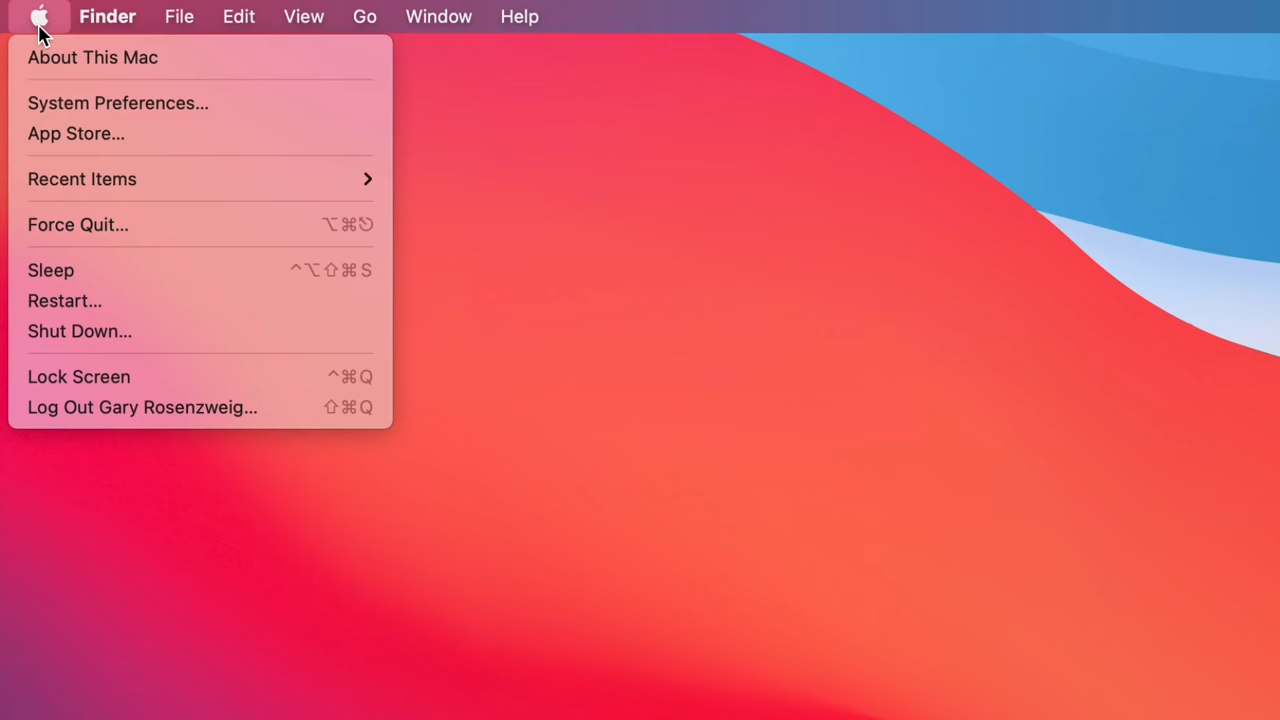 Finder File Edit View Go Window Help
About This Mac
System Preferences...
App Store...
Recent Items
Force Quit... ⌥⌘⎋
Sleep ^⌥⇧⌘S
Restart...
Shut Down...
Lock Screen ^⌘Q
Log Out Gary Rosenzweig... ⇧⌘Q